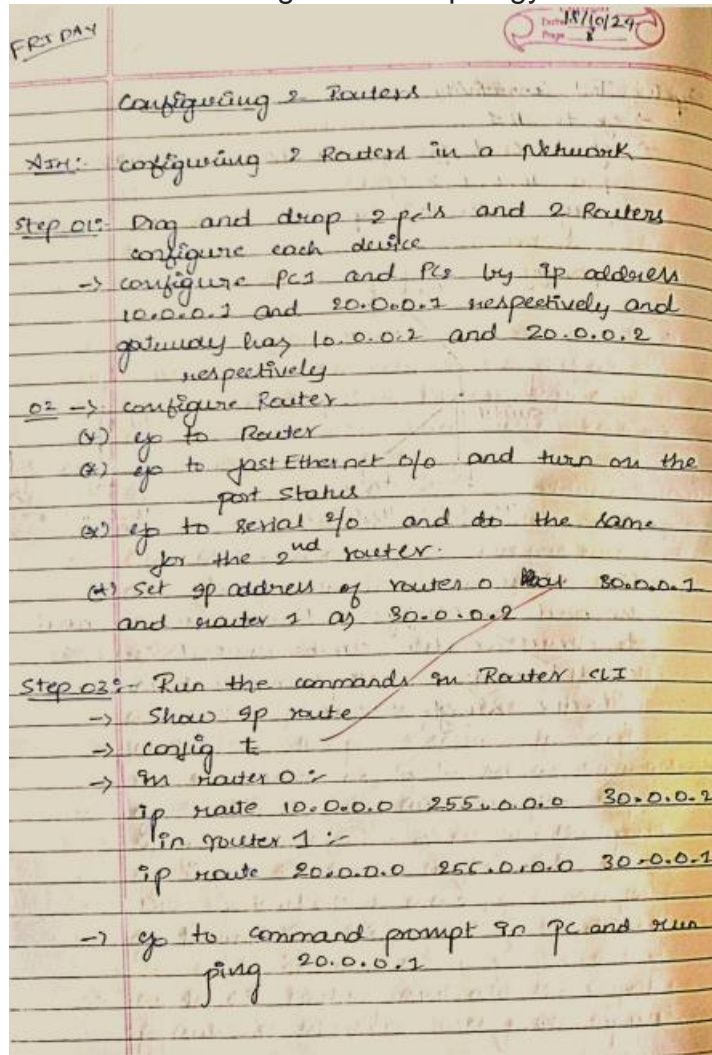 FRIDAY
Date 18/10/24
Page 8
Configuring 2 Routers
AIM: configuring 2 Routers in a Network
Step 01:- Drag and drop 2 pc's and 2 Routers
configure each device
-> configure PC1 and PC2 by ip address
10.0.0.1 and 20.0.0.1 respectively and
gateway has 10.0.0.2 and 20.0.0.2
respectively
02 -> configure Router
(*) go to Router
(*) go to fast Ethernet 0/0 and turn on the
port status
(*) go to serial 2/0 and do the same
for the 2nd router.
(*) Set ip address of router 0 30.0.0.1
and router 1 as 30.0.0.2
Step 03:- Run the commands in Router CLI
-> Show ip route
-> config t
-> in router 0:-
ip route 10.0.0.0 255.0.0.0 30.0.0.2
in router 1:-
ip route 20.0.0.0 255.0.0.0 30.0.0.1
-> go to command prompt in pc and run
ping 20.0.0.1